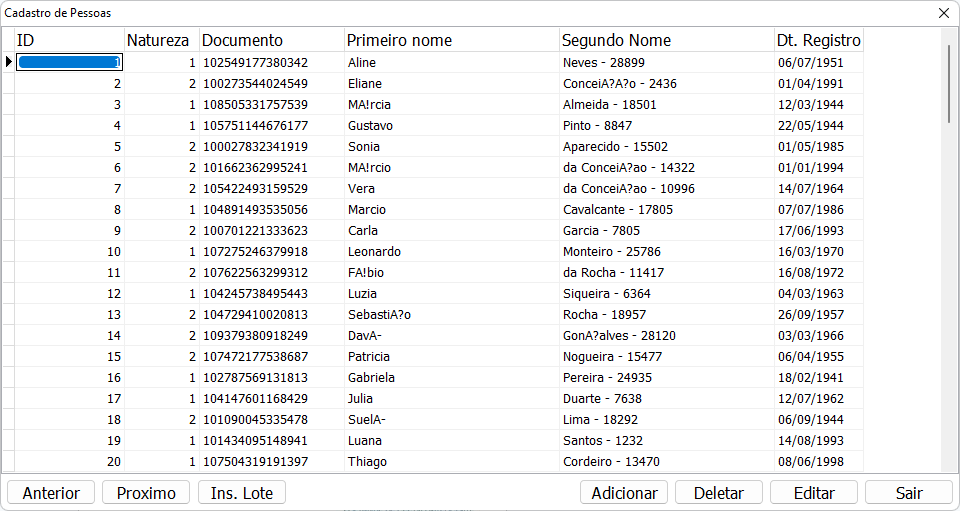 Cadastro de Pessoas
ID Natureza Documento Primeiro nome Segundo Nome Dt. Registro
1 1 102549177380342 Aline Neves - 28899 06/07/1951
2 2 100273544024549 Eliane ConceiA?A?o - 2436 01/04/1991
3 1 108505331757539 MA!rcia Almeida - 18501 12/03/1944
4 1 105751144676177 Gustavo Pinto - 8847 22/05/1944
5 2 100027832341919 Sonia Aparecido - 15502 01/05/1985
6 2 101662362995241 MA!rcio da ConceiA?ao - 14322 01/01/1994
7 2 105422493159529 Vera da ConceiA?ao - 10996 14/07/1964
8 1 104891493535056 Marcio Cavalcante - 17805 07/07/1986
9 2 100701221333623 Carla Garcia - 7805 17/06/1993
10 1 107275246379918 Leonardo Monteiro - 25786 16/03/1970
11 2 107622563299312 FA!bio da Rocha - 11417 16/08/1972
12 1 104245738495443 Luzia Siqueira - 6364 04/03/1963
13 2 104729410020813 SebastiA?o Rocha - 18957 26/09/1957
14 2 109379380918249 DavA- GonA?alves - 28120 03/03/1966
15 2 107472177538687 Patricia Nogueira - 15477 06/04/1955
16 1 102787569131813 Gabriela Pereira - 24935 18/02/1941
17 1 104147601168429 Julia Duarte - 7638 12/07/1962
18 2 101090045335478 SuelA- Lima - 18292 06/09/1944
19 1 101434095148941 Luana Santos - 1232 14/08/1993
20 1 107504319191397 Thiago Cordeiro - 13470 08/06/1998
Anterior Proximo Ins. Lote Adicionar Deletar Editar Sair